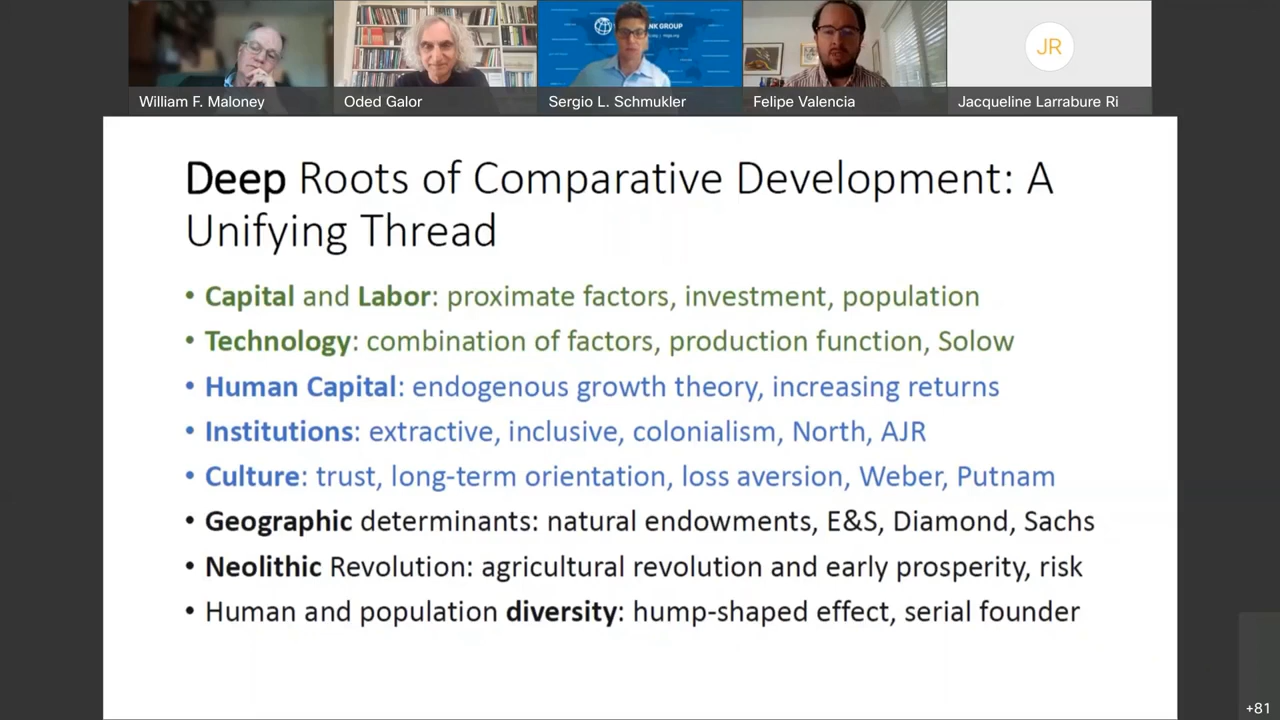 NK GROUP
William F. Maloney
Oded Galor
Sergio L. Schmukler
Felipe Valencia
JR
Jacqueline Larrabure Ri
Deep Roots of Comparative Development: A
Unifying Thread
• Capital and Labor: proximate factors, investment, population
• Technology: combination of factors, production function, Solow
• Human Capital: endogenous growth theory, increasing returns
• Institutions: extractive, inclusive, colonialism, North, AJR
• Culture: trust, long-term orientation, loss aversion, Weber, Putnam
• Geographic determinants: natural endowments, E&S, Diamond, Sachs
• Neolithic Revolution: agricultural revolution and early prosperity, risk
• Human and population diversity: hump-shaped effect, serial founder
+81